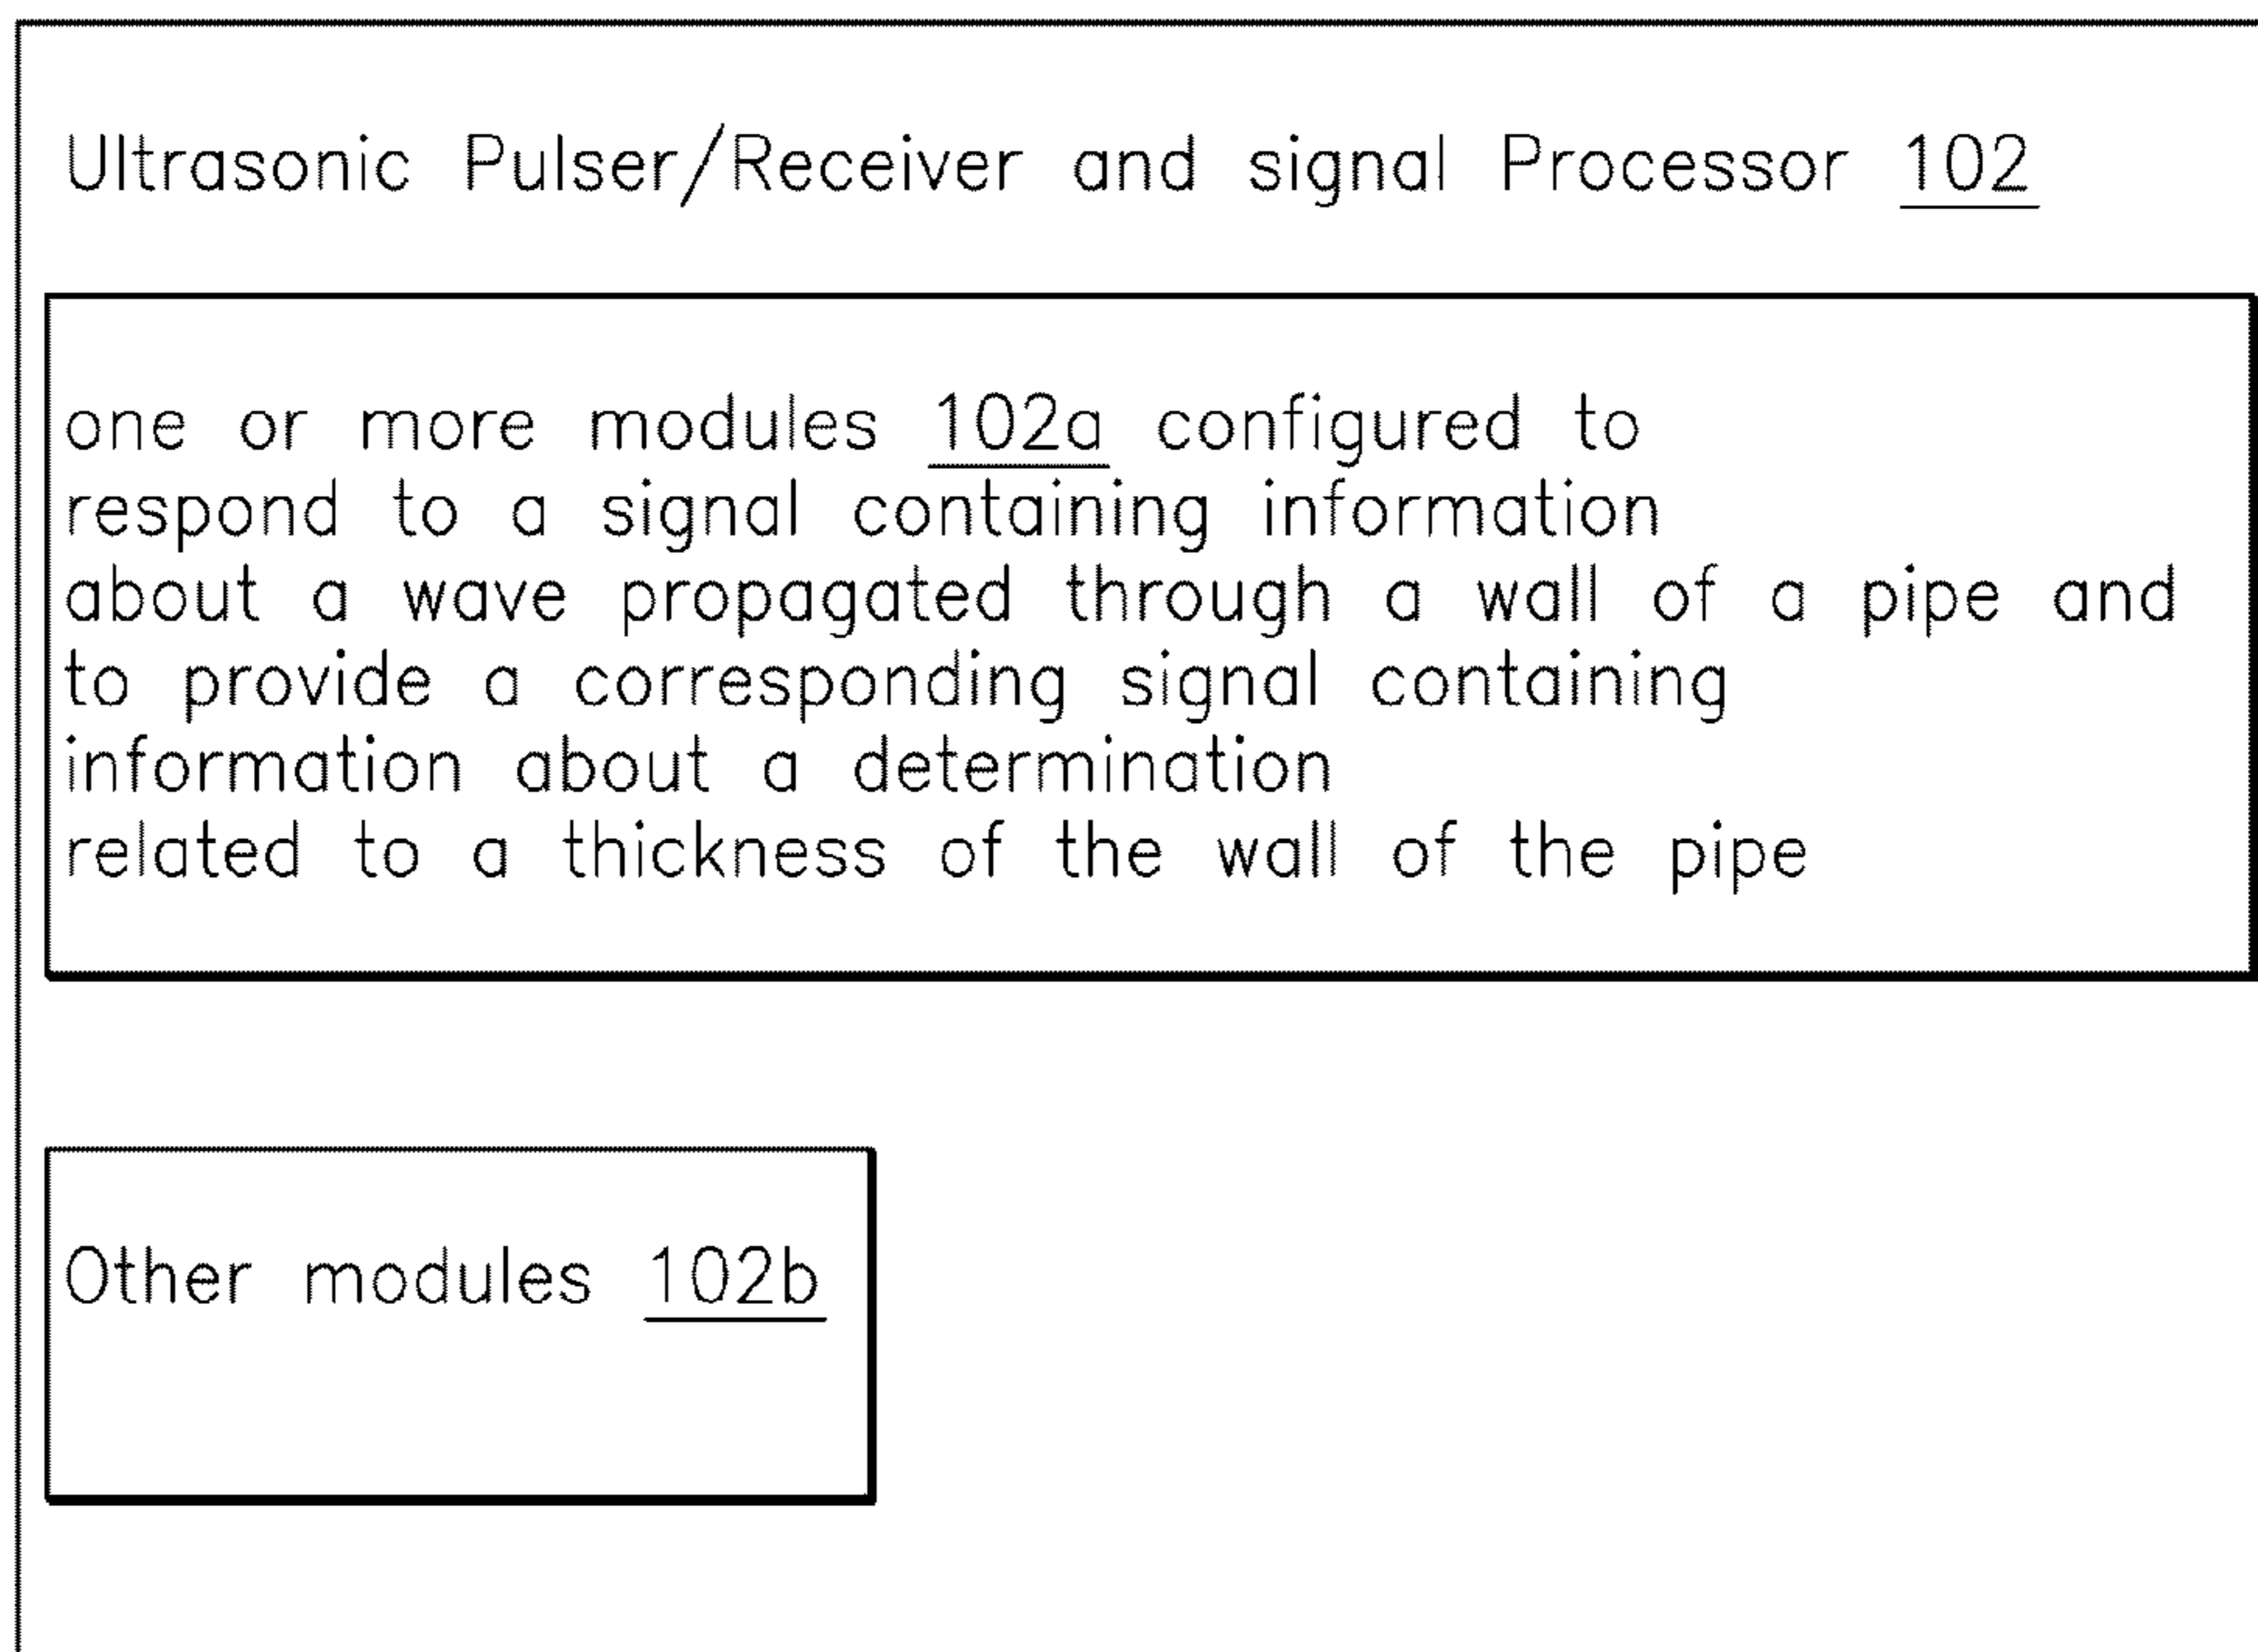 Ultrasonic Pulser/Receiver and signal Processor 102
one or more modules 102a configured to
respond to a signal containing information
about a wave propagated through a wall of a pipe and
to provide a corresponding signal containing
information about a determination
related to a thickness of the wall of the pipe
Other modules 102b